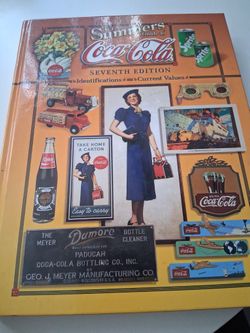 Summers'
Coca-Cola
SEVENTH EDITION
Identifications
Current Values
TAKE HOME
A CARTON
Easy to carry
Coca-Cola
THE
MEYER
Dumore
BOTTLE
CLEANER
PADUCAH
COCA-COLA BOTTLING CO., INC.
GEO. J. MEYER MANUFACTURING CO.